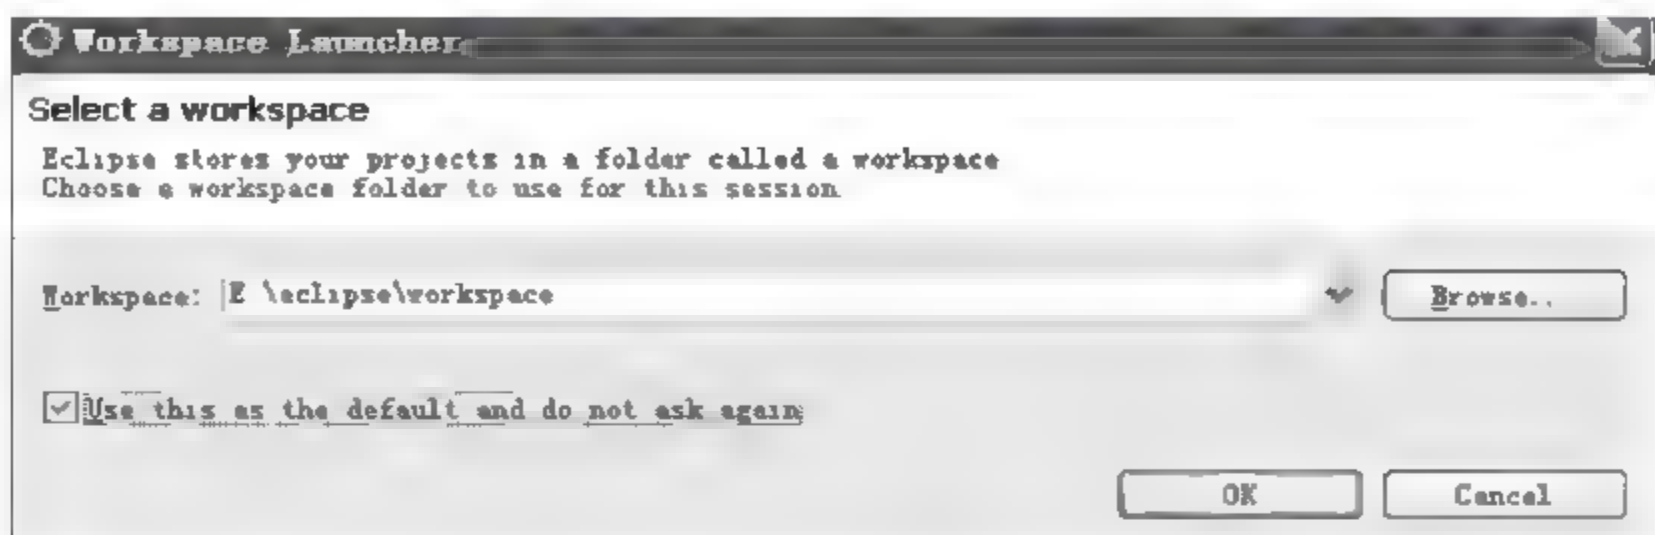 Workspace Launcher
Select a workspace
Eclipse stores your projects in a folder called a workspace
Choose a workspace folder to use for this session
Workspace: E \eclipse\workspace
Browse..
Use this as the default and do not ask again
OK
Cancel